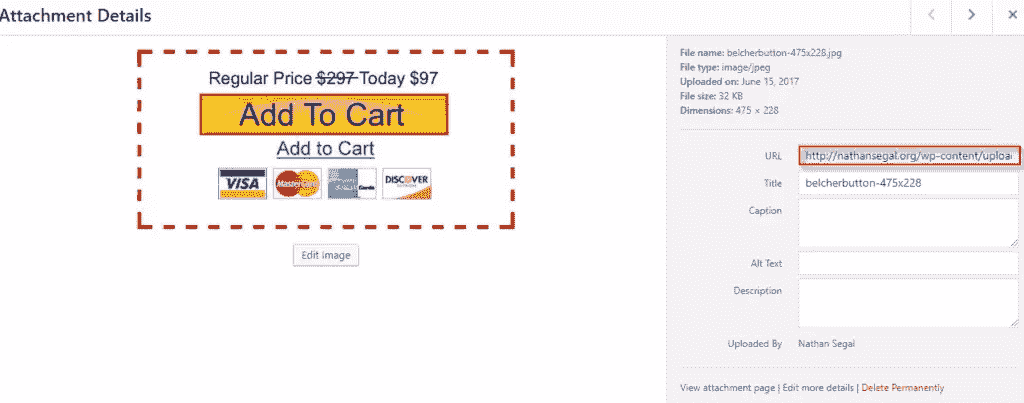 Attachment Details
Regular Price $297 Today $97
Add To Cart
Add to Cart
VISA
MasterCard
Cards
DISCOVER
Edit Image
File name: belcherbutton-475x228.jpg
File type: image/jpeg
Uploaded on: June 15, 2017
File size: 32 KB
Dimensions: 475 × 228
URL http://nathansegal.org/wp-content/uploa
Title belcherbutton-475x228
Caption
Alt Text
Description
Uploaded By Nathan Segal
View attachment page | Edit more details | Delete Permanently